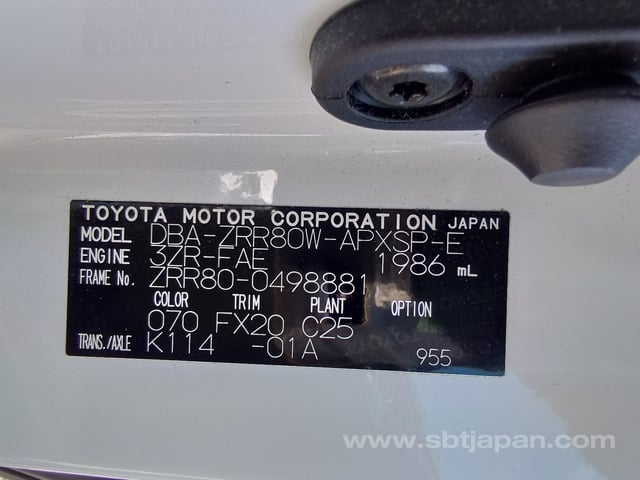 TOYOTA MOTOR CORPORATION JAPAN
MODEL DBA-ZRR80W-APXSP-E
ENGINE 3ZR-FAE 1986 mL
FRAME No. ZRR80-0498881
COLOR TRIM PLANT OPTION
070 FX20 C25
TRANS./AXLE K114 -01A 955
www.sbtjapan.com